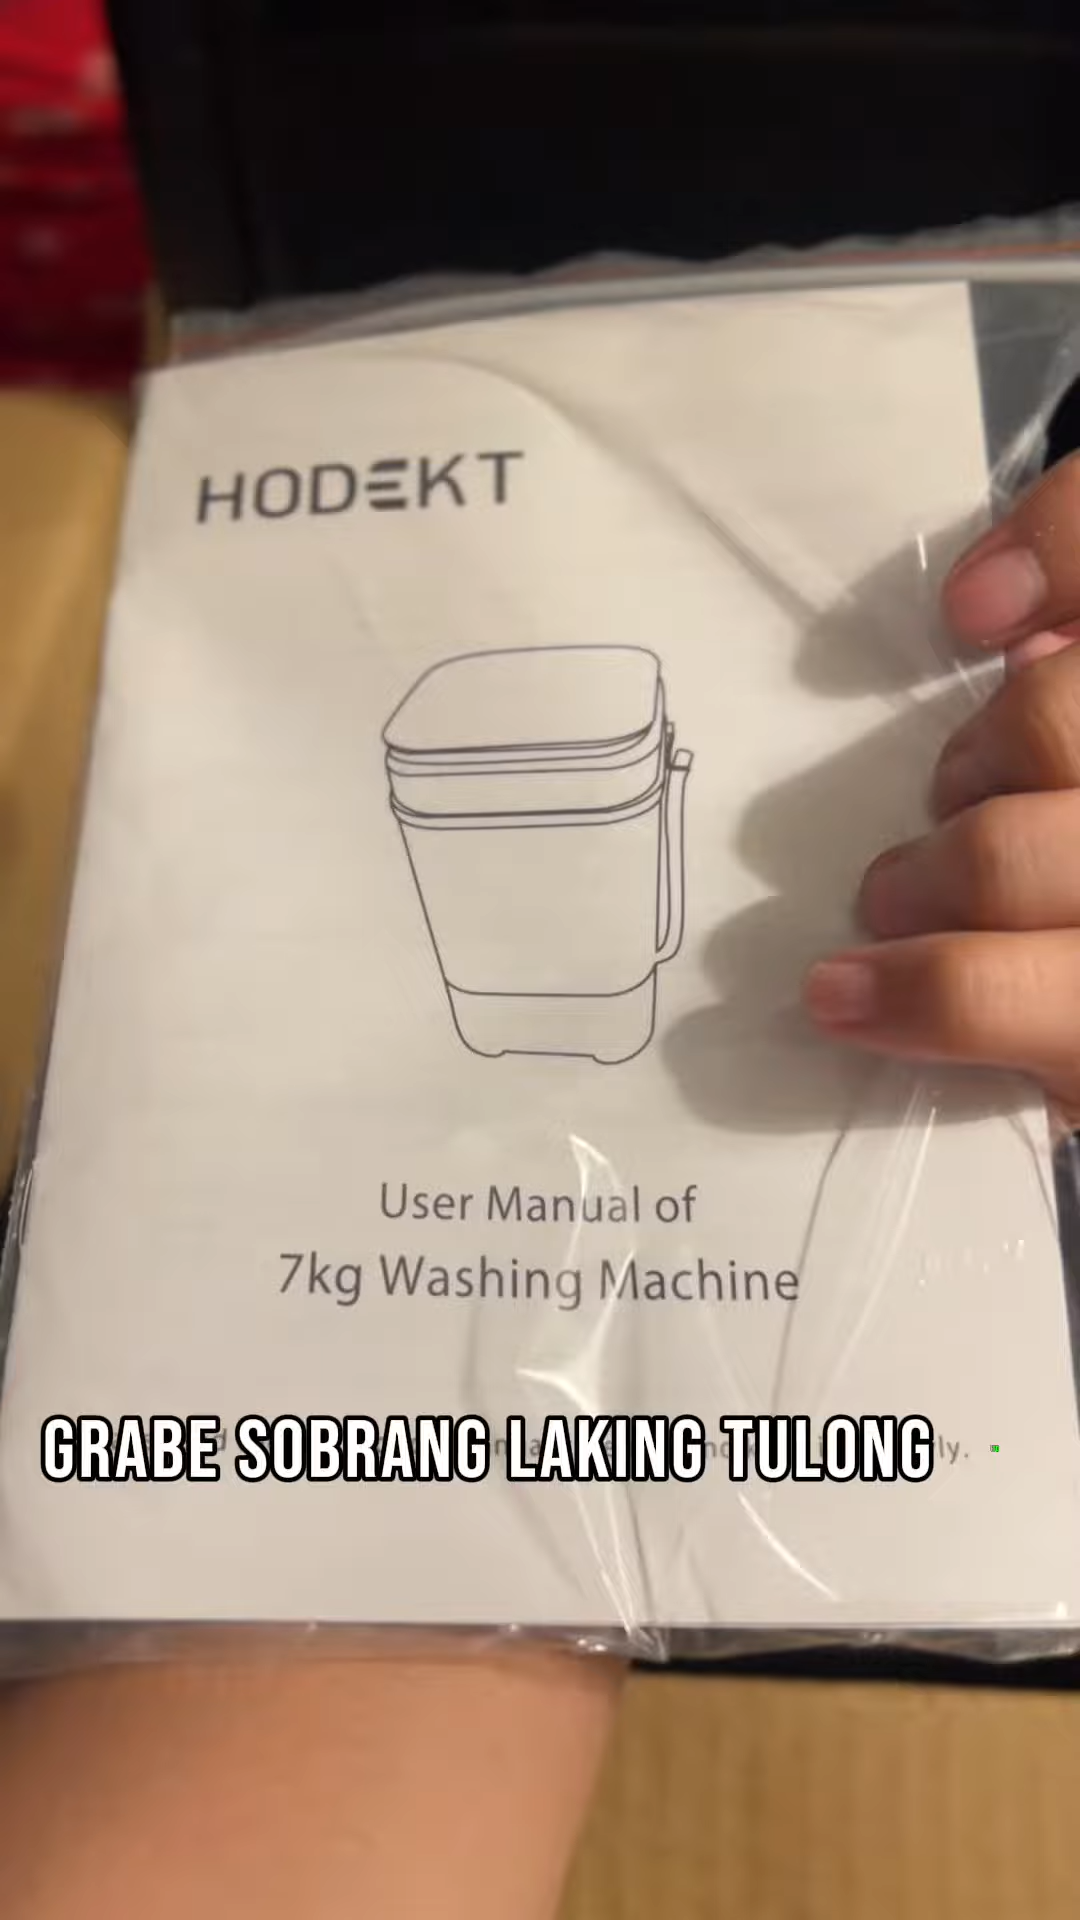 HODEKT
User Manual of
7kg Washing Machine
GRABE SOBRANG LAKING TULONG